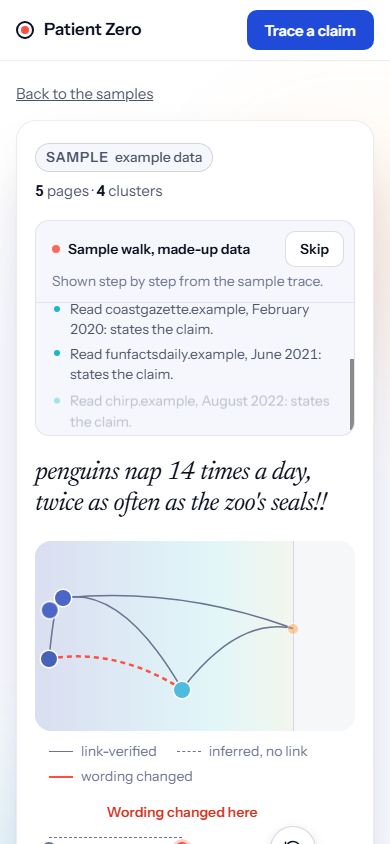 Patient Zero
Trace a claim
Back to the samples
SAMPLE example data
5 pages · 4 clusters
Sample walk, made-up data
Skip
Shown step by step from the sample trace.
Read coastgazette.example, February
2020: states the claim.
Read funfactsdaily.example, June 2021:
states the claim.
Read chirp.example, August 2022: states
the claim.
penguins nap 14 times a day,
twice as often as the zoo's seals!!
link-verified
inferred, no link
wording changed
Wording changed here